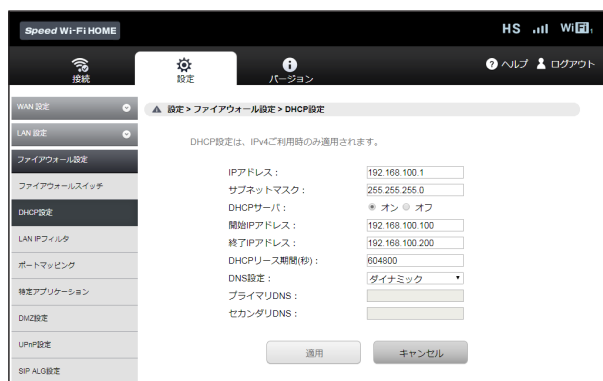 Speed Wi-Fi HOME
HS WiFi 1
接続
設定
バージョン
ヘルプ ログアウト
WAN 設定
LAN 設定
ファイアウォール設定
ファイアウォールスイッチ
DHCP設定
LAN IPフィルタ
ポートマッピング
特定アプリケーション
DMZ設定
UPnP設定
SIP ALG設定
設定 > ファイアウォール設定 > DHCP設定
DHCP設定は、IPv4ご利用時のみ適用されます。
IPアドレス： 192.168.100.1
サブネットマスク： 255.255.255.0
DHCPサーバ： オン オフ
開始IPアドレス： 192.168.100.100
終了IPアドレス： 192.168.100.200
DHCPリース期間(秒)： 604800
DNS設定： ダイナミック
プライマリDNS：
セカンダリDNS：
適用 キャンセル